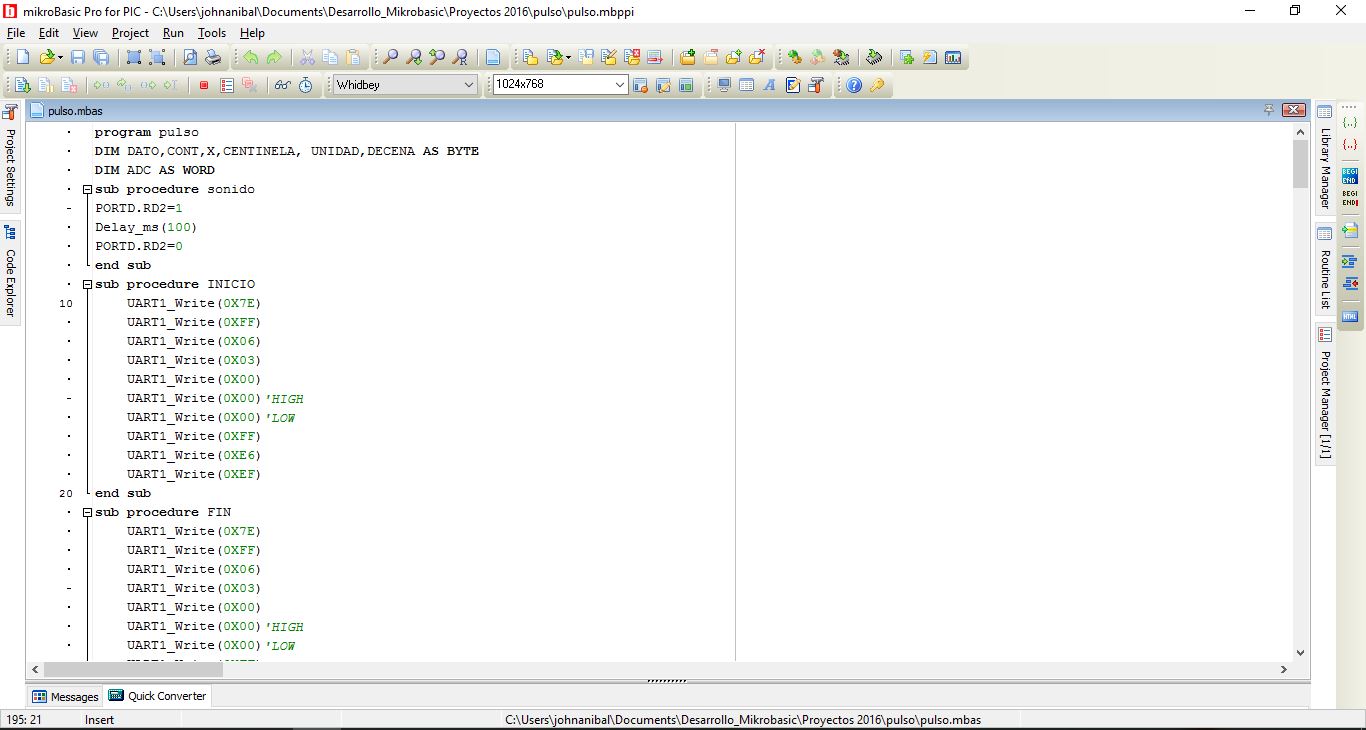 mikroBasic Pro for PIC - C:\Users\johnanibal\Documents\Desarrollo_Mikrobasic\Proyectos 2016\pulso\pulso.mbppi
File Edit View Project Run Tools Help
Whidbey
1024x768
Project Settings
Code Explorer
pulso.mbas
program pulso
DIM DATO,CONT,X,CENTINELA, UNIDAD,DECENA AS BYTE
DIM ADC AS WORD
sub procedure sonido
PORTD.RD2=1
Delay_ms(100)
PORTD.RD2=0
end sub
sub procedure INICIO
10 UART1_Write(0X7E)
UART1_Write(0XFF)
UART1_Write(0X06)
UART1_Write(0X03)
UART1_Write(0X00)
UART1_Write(0X00)'HIGH
UART1_Write(0X00)'LOW
UART1_Write(0XFF)
UART1_Write(0XE6)
UART1_Write(0XEF)
20 end sub
sub procedure FIN
UART1_Write(0X7E)
UART1_Write(0XFF)
UART1_Write(0X06)
UART1_Write(0X03)
UART1_Write(0X00)
UART1_Write(0X00)'HIGH
UART1_Write(0X00)'LOW
Library Manager
Routine List
Project Manager [1/1]
BEGI
END
BEGI
END
HTML
Messages
Quick Converter
195: 21 Insert C:\Users\johnanibal\Documents\Desarrollo_Mikrobasic\Proyectos 2016\pulso\pulso.mbas